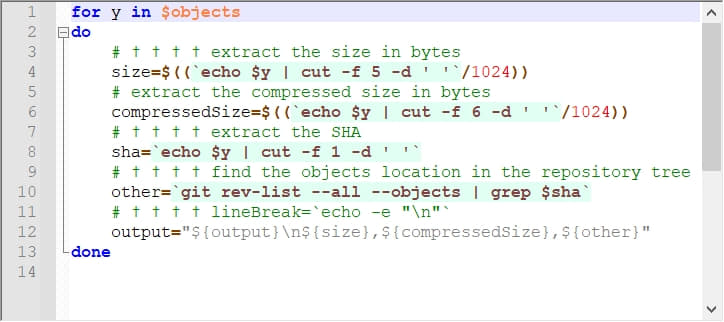 1 for y in $objects
2 do
3 # † † † † extract the size in bytes
4 size=$((`echo $y | cut -f 5 -d ' '`/1024))
5 # extract the compressed size in bytes
6 compressedSize=$((`echo $y | cut -f 6 -d ' '`/1024))
7 # † † † † extract the SHA
8 sha=`echo $y | cut -f 1 -d ' '`
9 # † † † † find the objects location in the repository tree
10 other=`git rev-list --all --objects | grep $sha`
11 # † † † † lineBreak=`echo -e "\n"`
12 output="${output}\n${size},${compressedSize},${other}"
13 done
14